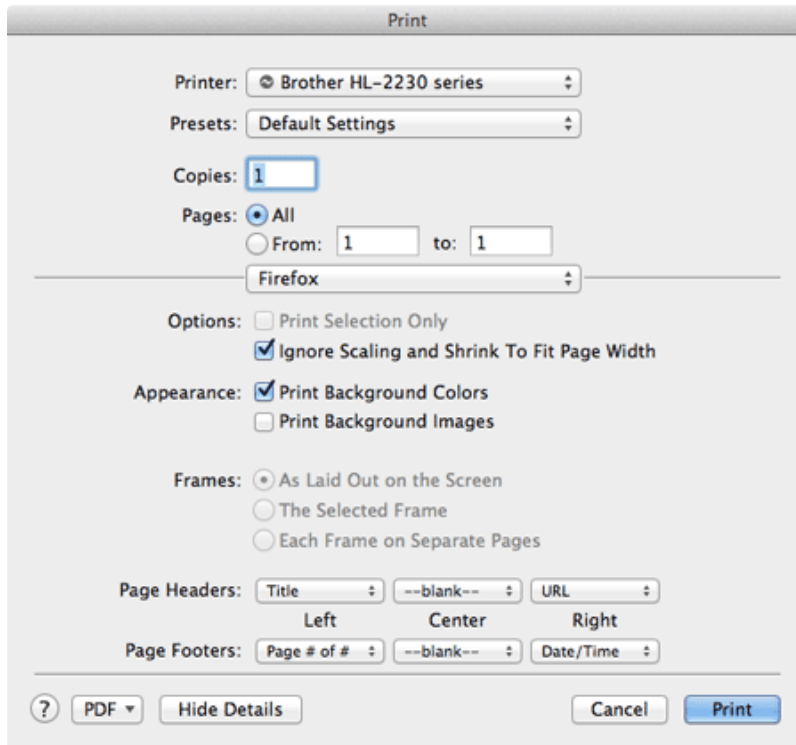 Print
Printer: Brother HL-2230 series
Presets: Default Settings
Copies: 1
Pages: All
From: 1 to: 1
Firefox
Options: Print Selection Only
Ignore Scaling and Shrink To Fit Page Width
Appearance: Print Background Colors
Print Background Images
Frames: As Laid Out on the Screen
The Selected Frame
Each Frame on Separate Pages
Page Headers: Title --blank-- URL
Left Center Right
Page Footers: Page # of # --blank-- Date/Time
? PDF Hide Details Cancel Print